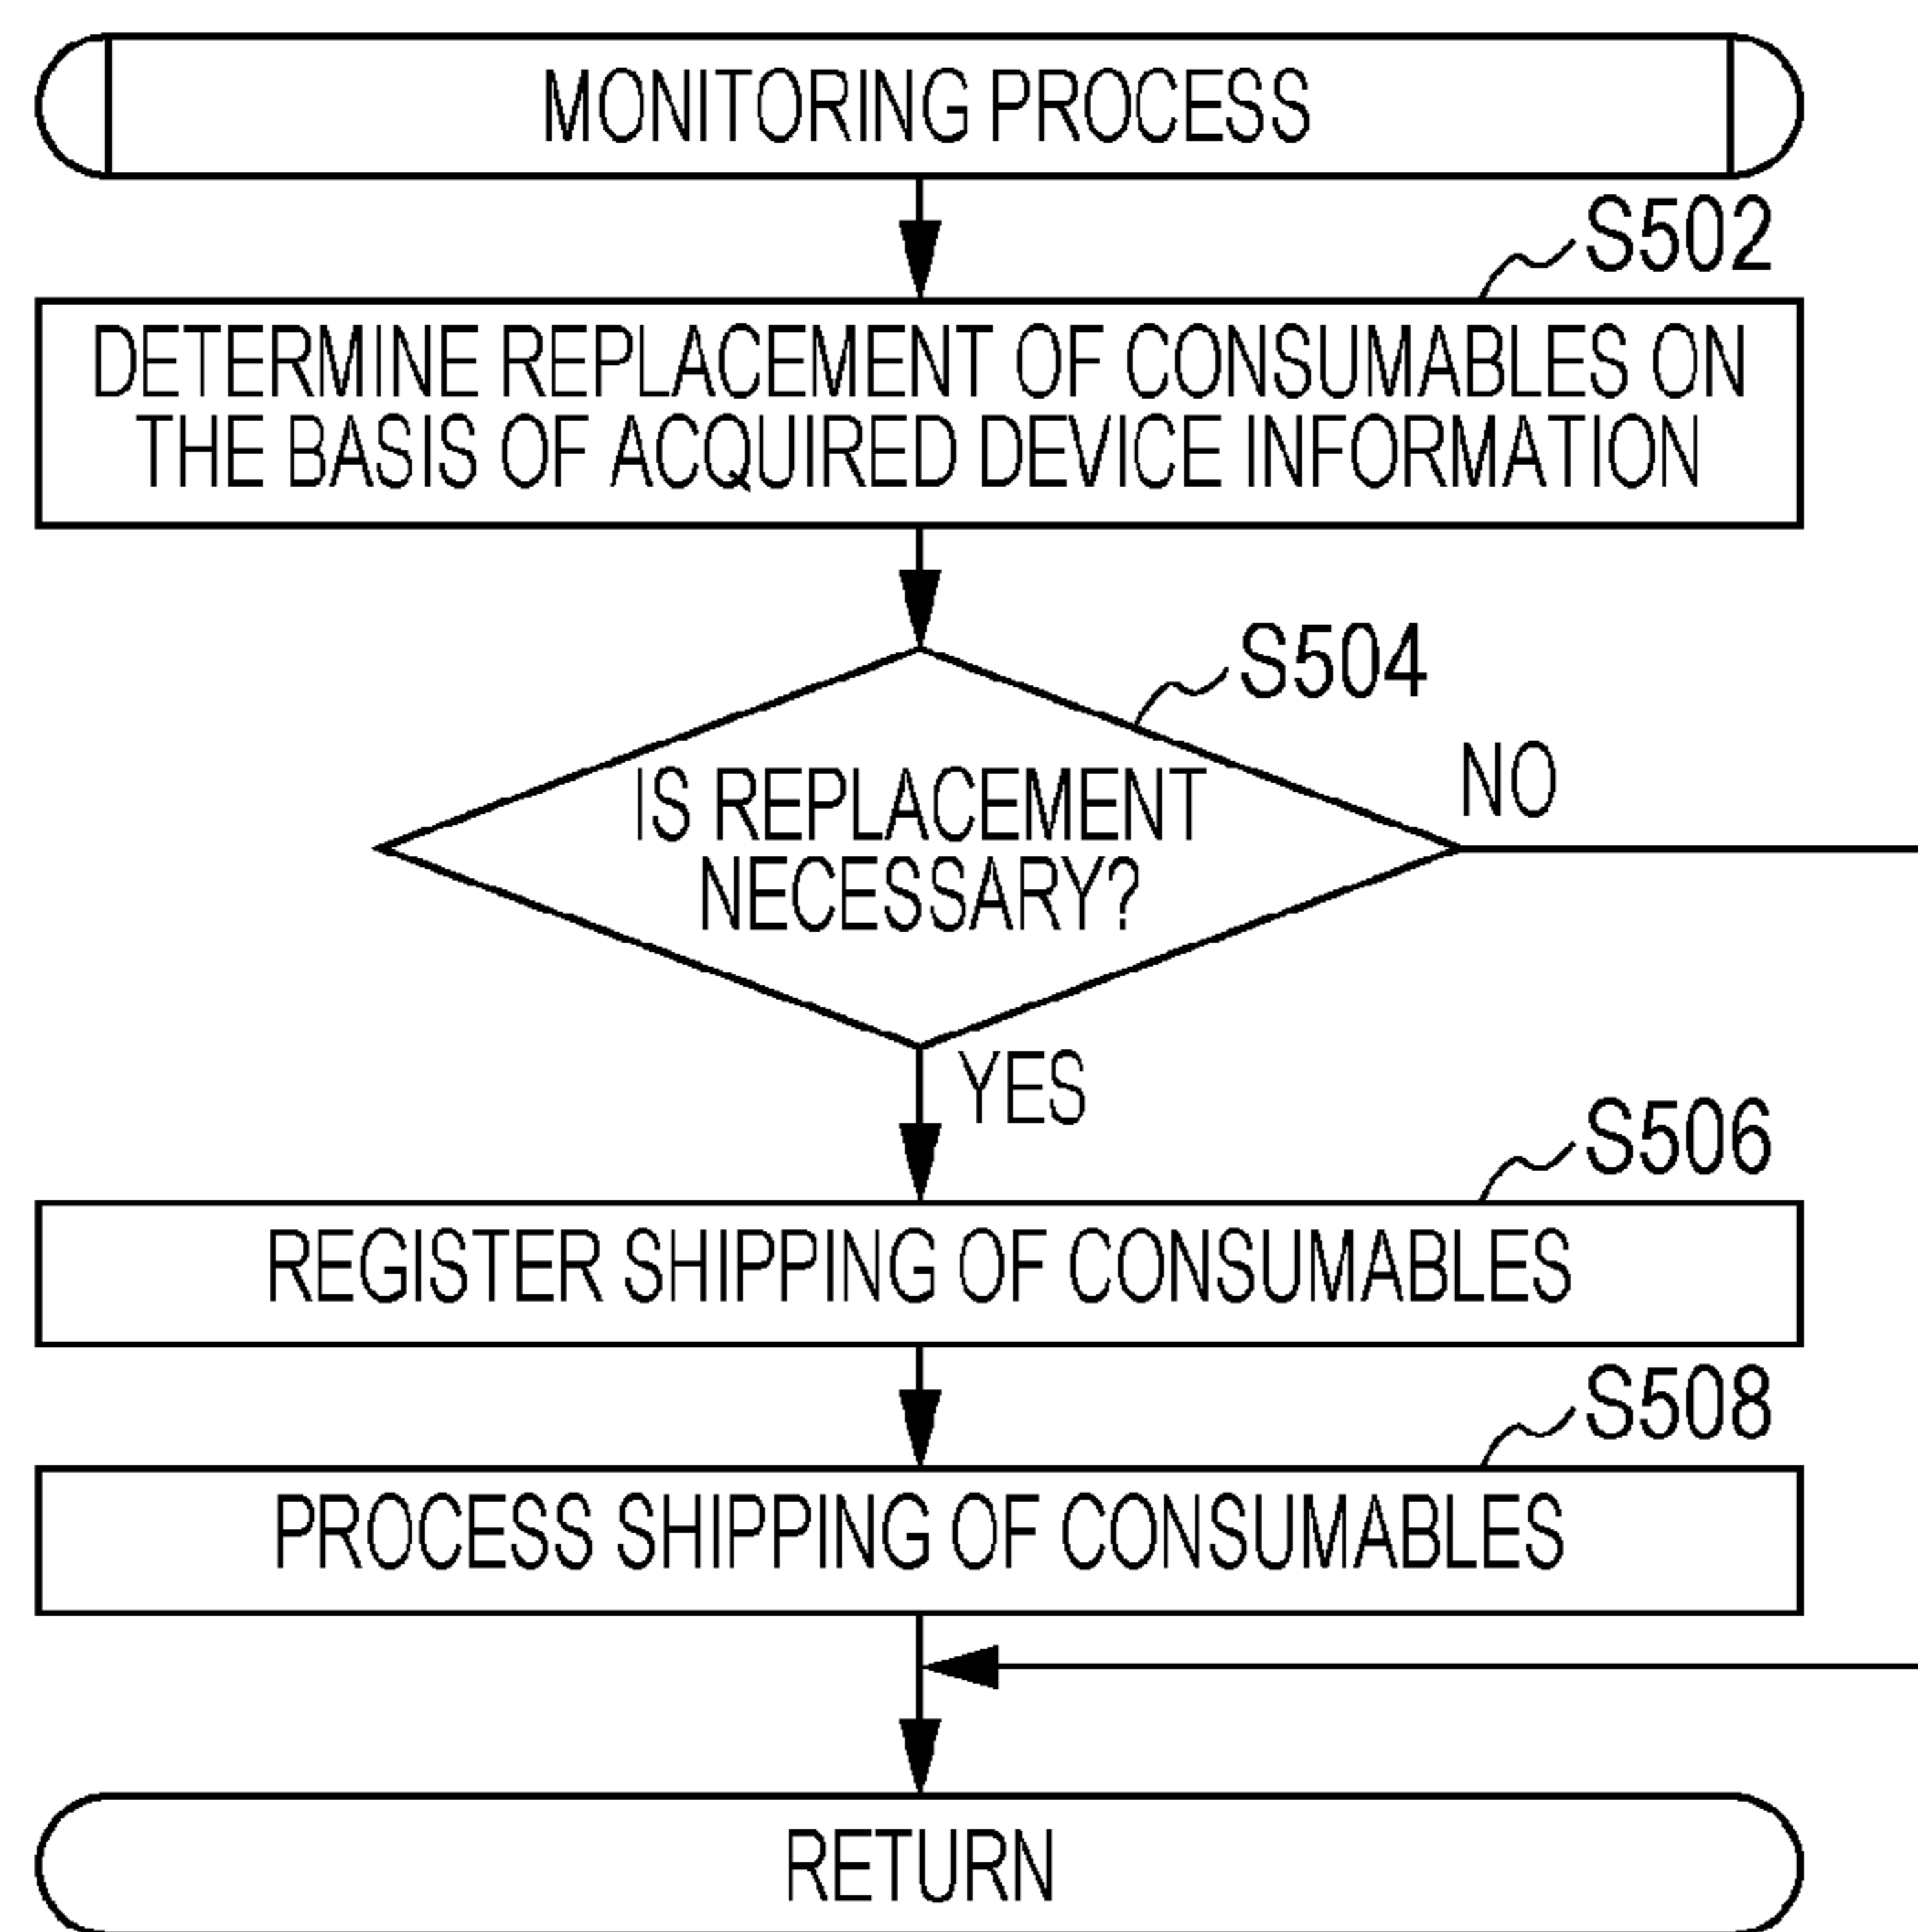 MONITORING PROCESS
S502
DETERMINE REPLACEMENT OF CONSUMABLES ON
THE BASIS OF ACQUIRED DEVICE INFORMATION
S504
IS REPLACEMENT
NECESSARY?
NO
YES
S506
REGISTER SHIPPING OF CONSUMABLES
S508
PROCESS SHIPPING OF CONSUMABLES
RETURN